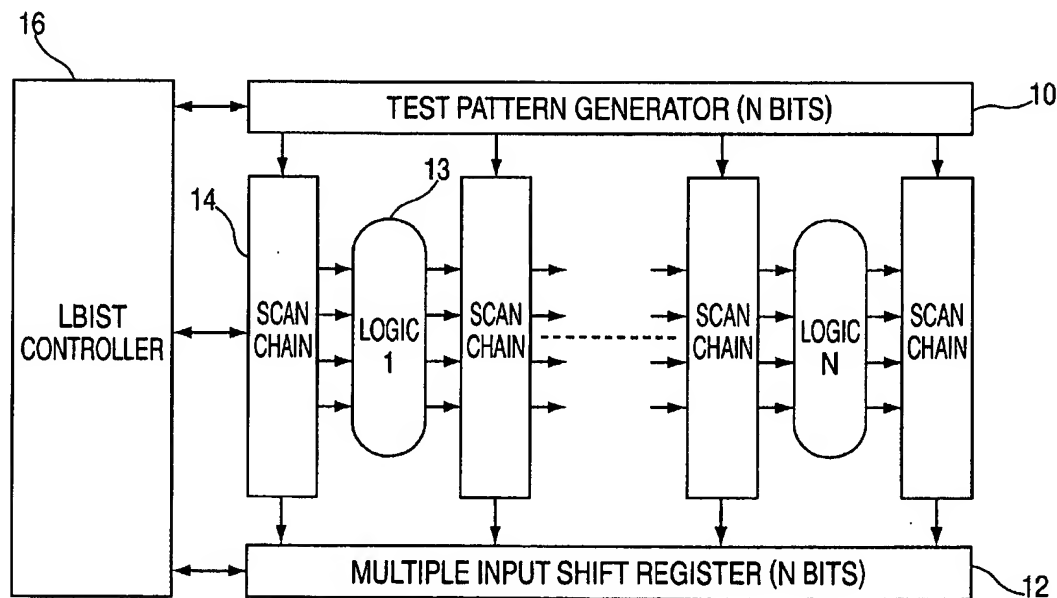 16
TEST PATTERN GENERATOR (N BITS)
10
14
13
LBIST
CONTROLLER
SCAN
CHAIN
LOGIC
1
SCAN
CHAIN
SCAN
CHAIN
LOGIC
N
SCAN
CHAIN
MULTIPLE INPUT SHIFT REGISTER (N BITS)
12